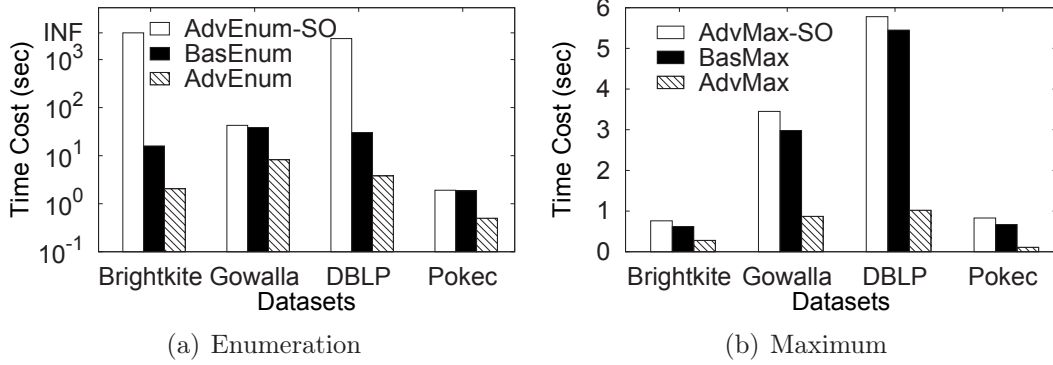 Time Cost (sec)
INF
10^3
10^2
10^1
10^0
10^-1
AdvEnum-SO
BasEnum
AdvEnum
Brightkite Gowalla DBLP Pokec
Datasets
(a) Enumeration
Time Cost (sec)
6
5
4
3
2
1
0
AdvMax-SO
BasMax
AdvMax
Brightkite Gowalla DBLP Pokec
Datasets
(b) Maximum